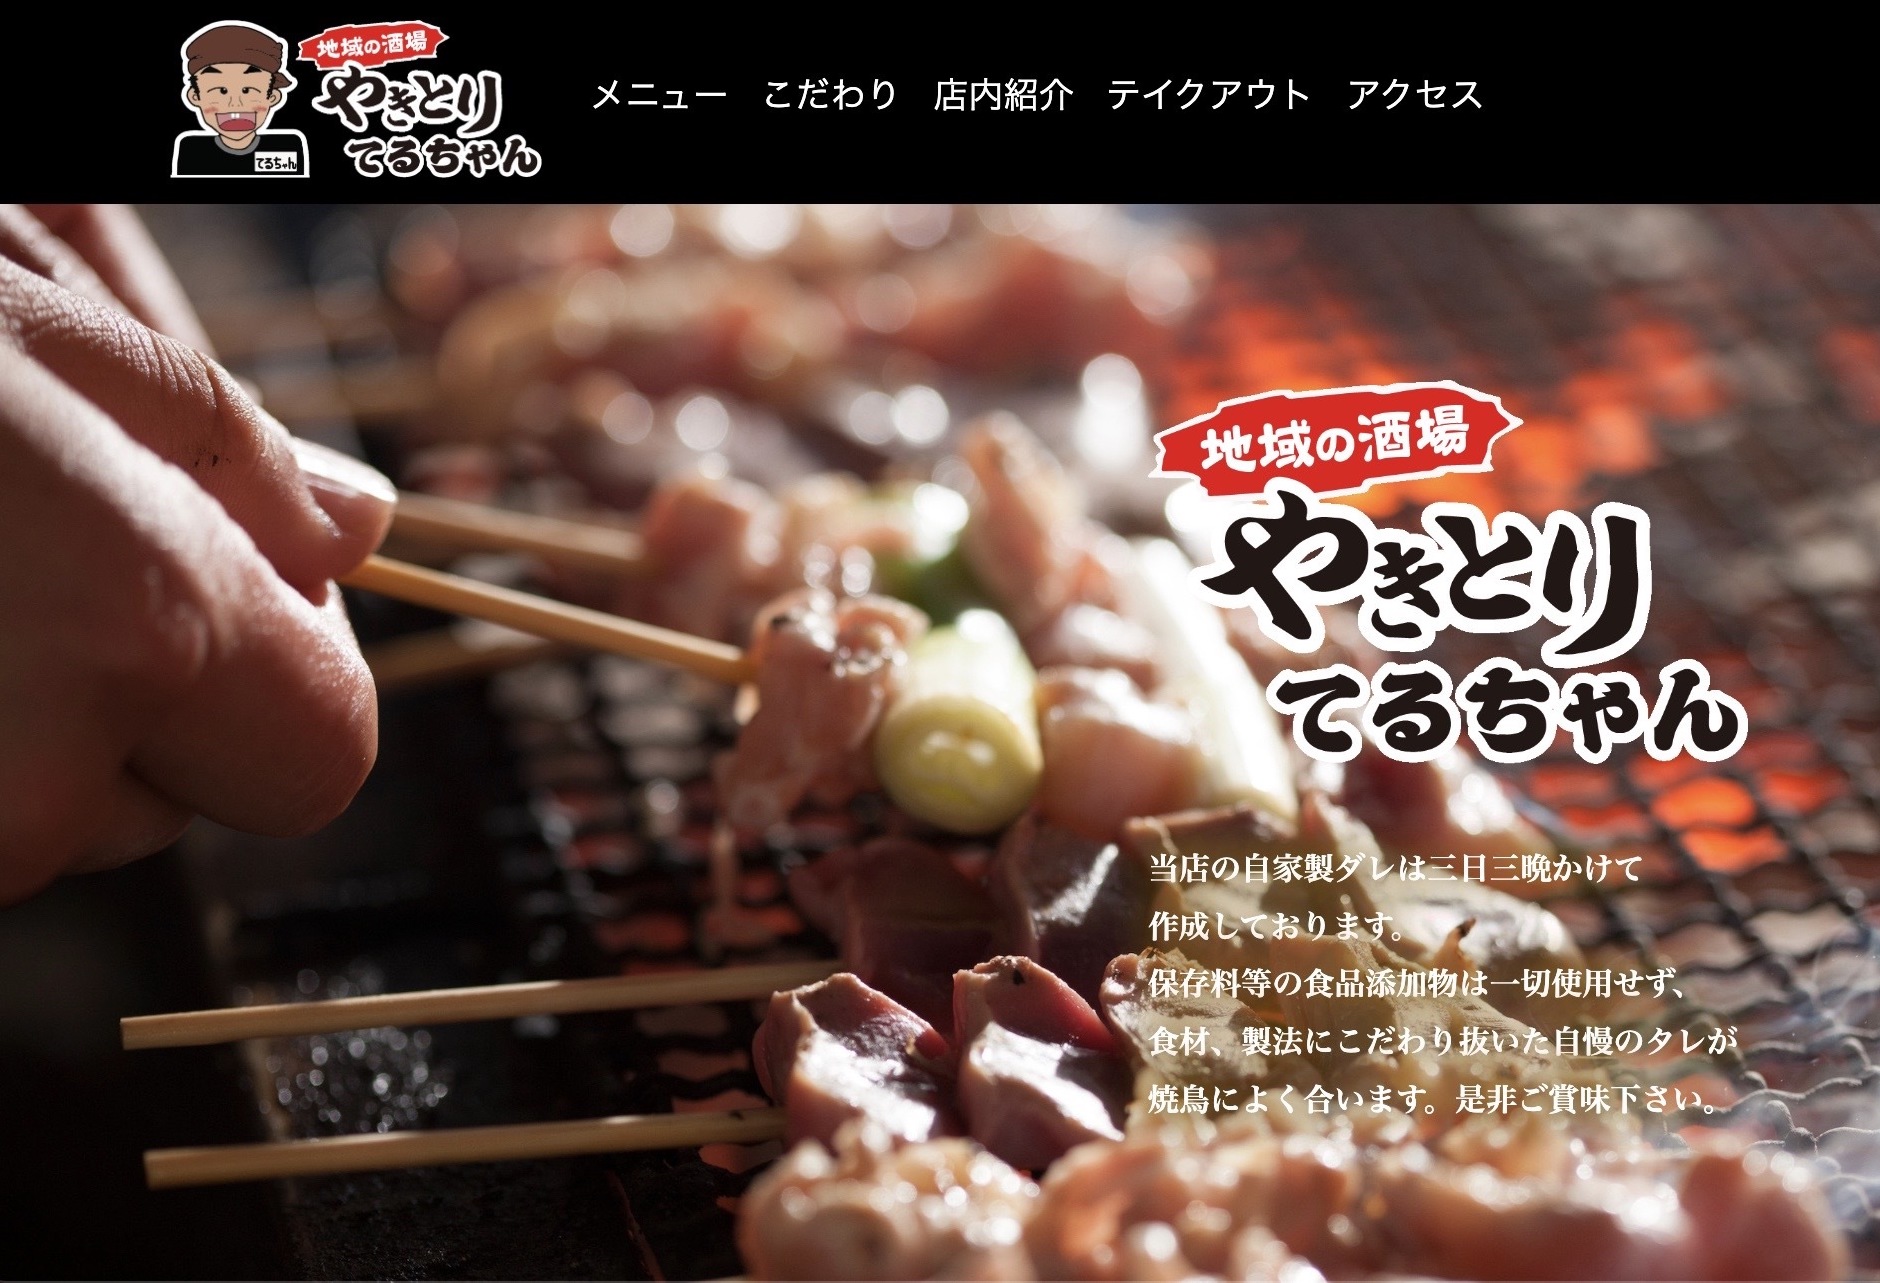 地域の酒場
やきとり
てるちゃん
てるちゃん
メニュー こだわり 店内紹介 テイクアウト アクセス
地域の酒場
やきとり
てるちゃん
当店の自家製ダレは三日三晩かけて
作成しております。
保存料等の食品添加物は一切使用せず、
食材、製法にこだわり抜いた自慢のタレが
焼鳥によく合います。是非ご賞味下さい。